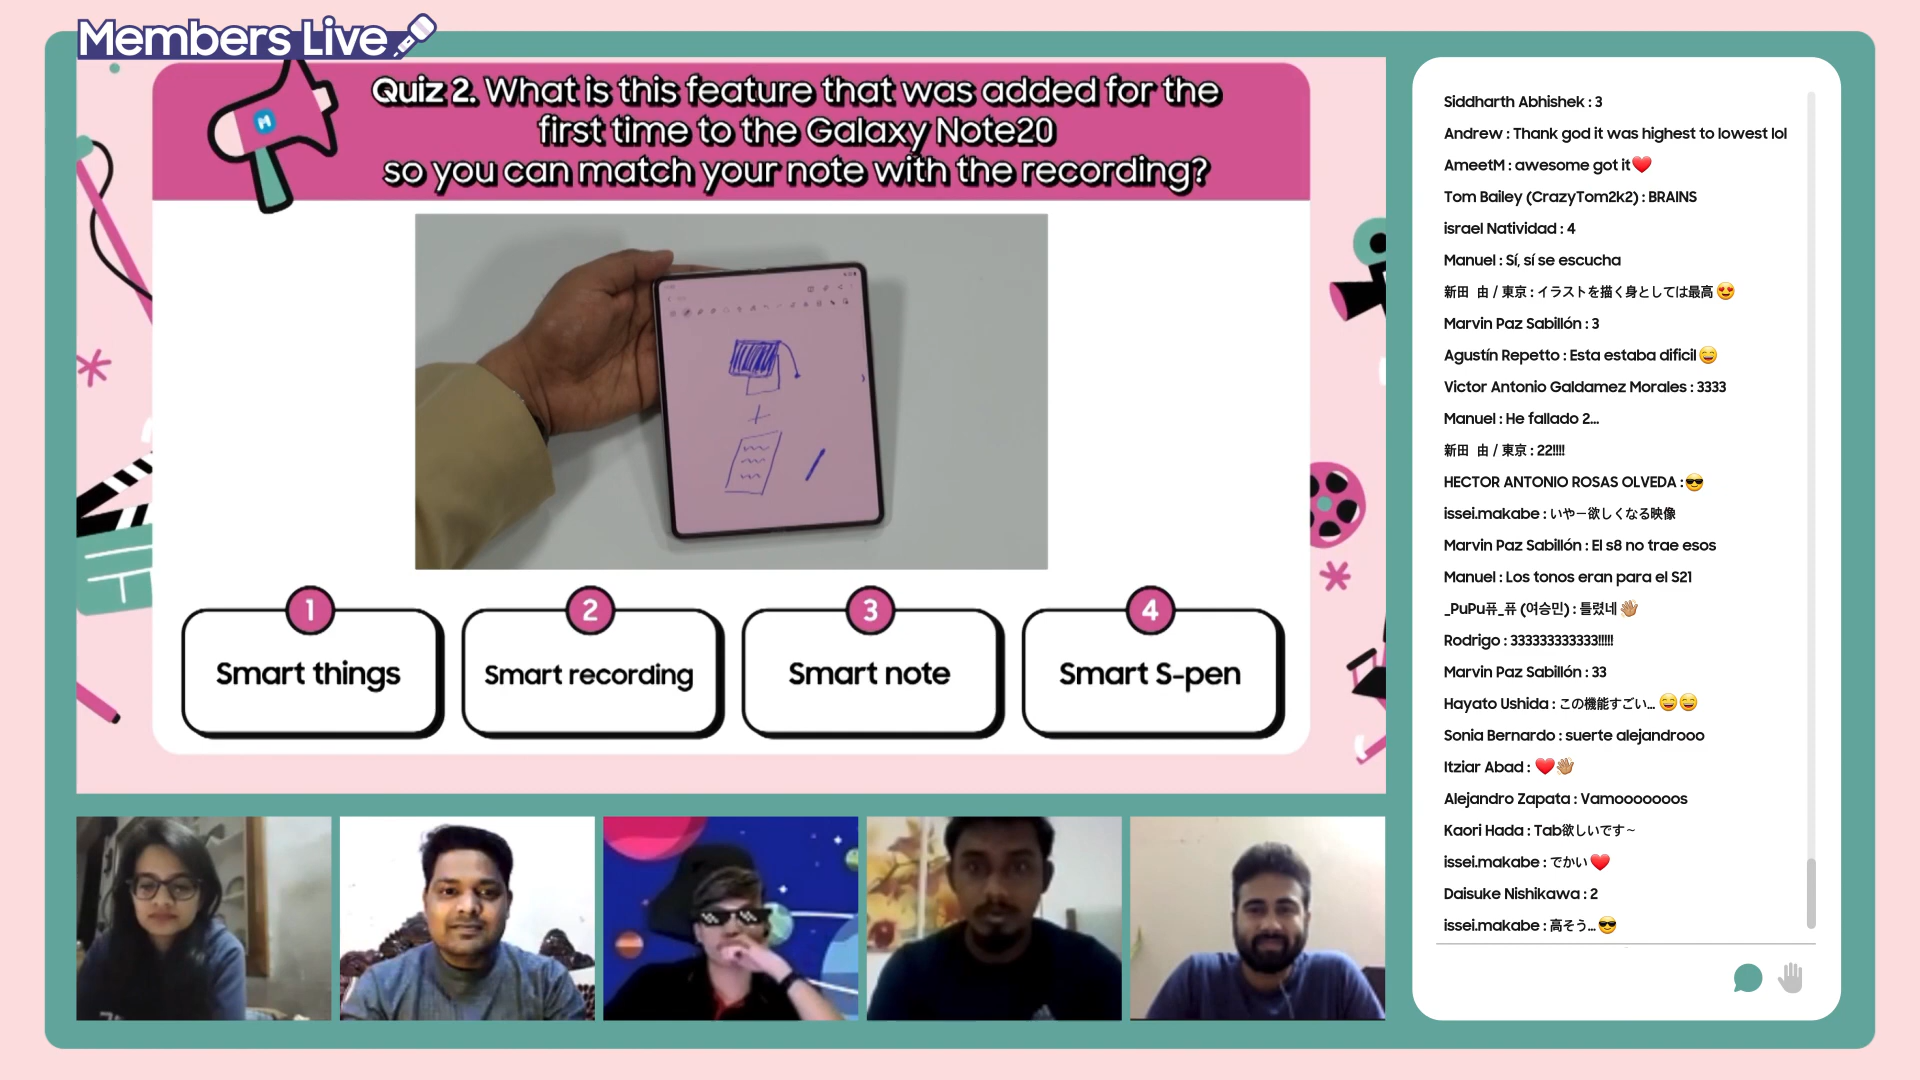 Members Live
Quiz 2. What is this feature that was added for the
first time to the Galaxy Note20
so you can match your note with the recording?
1
Smart things
2
Smart recording
3
Smart note
4
Smart S-pen
Siddharth Abhishek : 3
Andrew : Thank god it was highest to lowest lol
AmeetM : awesome got it❤️
Tom Bailey (CrazyTom2k2) : BRAINS
israel Natividad : 4
Manuel : Sí, sí se escucha
新田 由 / 東京 : イラストを描く身としては最高😍
Marvin Paz Sabillón : 3
Agustín Repetto : Esta estaba dificil😄
Victor Antonio Galdamez Morales : 3333
Manuel : He fallado 2...
新田 由 / 東京 : 22!!!!
HECTOR ANTONIO ROSAS OLVEDA :😎
issei.makabe : いやー欲しくなる映像
Marvin Paz Sabillón : El s8 no trae esos
Manuel : Los tonos eran para el S21
_PuPu퓨_퓨 (여승민) : 틀렸네👋🏼
Rodrigo : 333333333333!!!!!
Marvin Paz Sabillón : 33
Hayato Ushida : この機能すごい... 😄😄
Sonia Bernardo : suerte alejandrooo
Itziar Abad : ❤️👋🏼
Alejandro Zapata : Vamooooooos
Kaori Hada : Tab欲しいです～
issei.makabe : でかい❤️
Daisuke Nishikawa : 2
issei.makabe : 高そう...😎